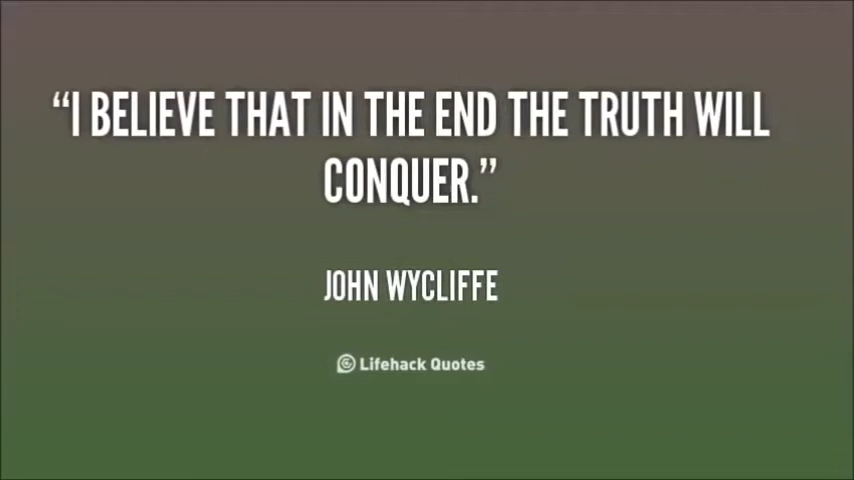 “I BELIEVE THAT IN THE END THE TRUTH WILL
CONQUER.”
JOHN WYCLIFFE
Lifehack Quotes